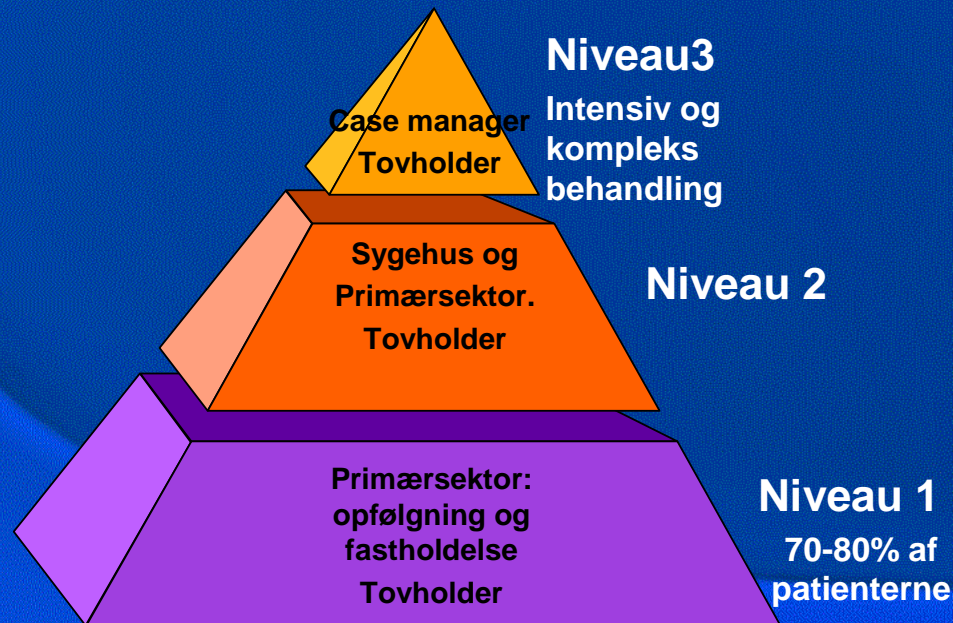 Niveau3
Case manager
Tovholder
Intensiv og
kompleks
behandling
Sygehus og
Primærsektor.
Tovholder
Niveau 2
Primærsektor:
opfølgning og
fastholdelse
Tovholder
Niveau 1
70-80% af
patienterne